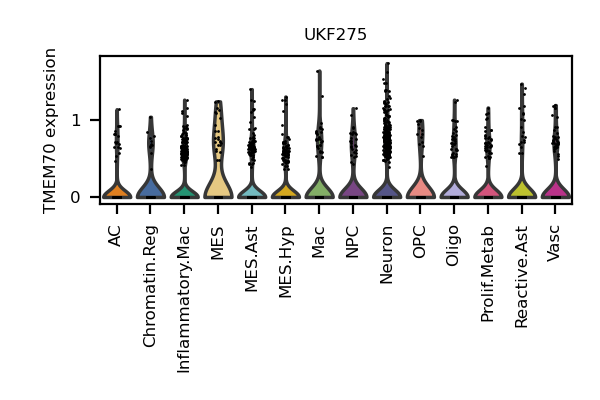 UKF275
TMEM70 expression
1
0
AC
Chromatin.Reg
Inflammatory.Mac
MES
MES.Ast
MES.Hyp
Mac
NPC
Neuron
OPC
Oligo
Prolif.Metab
Reactive.Ast
Vasc